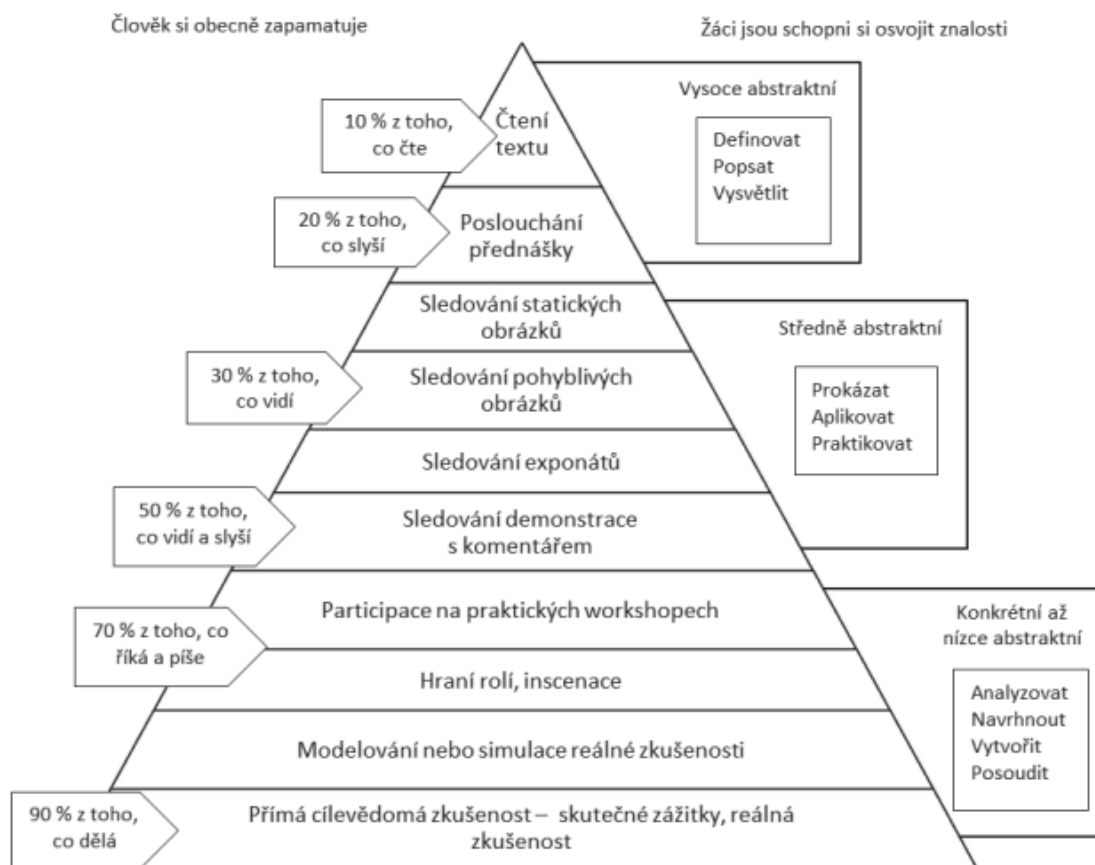 Člověk si obecně zapamatuje
Žáci jsou schopni si osvojit znalosti
10 % z toho,
co čte
Čtení
textu
Vysoce abstraktní
Definovat
Popsat
Vysvětlit
20 % z toho,
co slyší
Poslouchání
přednášky
Sledování statických
obrázků
Středně abstraktní
30 % z toho,
co vidí
Sledování pohyblivých
obrázků
Prokázat
Aplikovat
Praktikovat
Sledování exponátů
50 % z toho,
co vidí a slyší
Sledování demonstrace
s komentářem
70 % z toho, co
říká a píše
Participace na praktických workshopech
Konkrétní až
nízce abstraktní
Hraní rolí, inscenace
Analyzovat
Navrhnout
Vytvořit
Posoudit
Modelování nebo simulace reálné zkušenosti
90 % z toho,
co dělá
Přímá cílevědomá zkušenost – skutečné zážitky, reálná
zkušenost